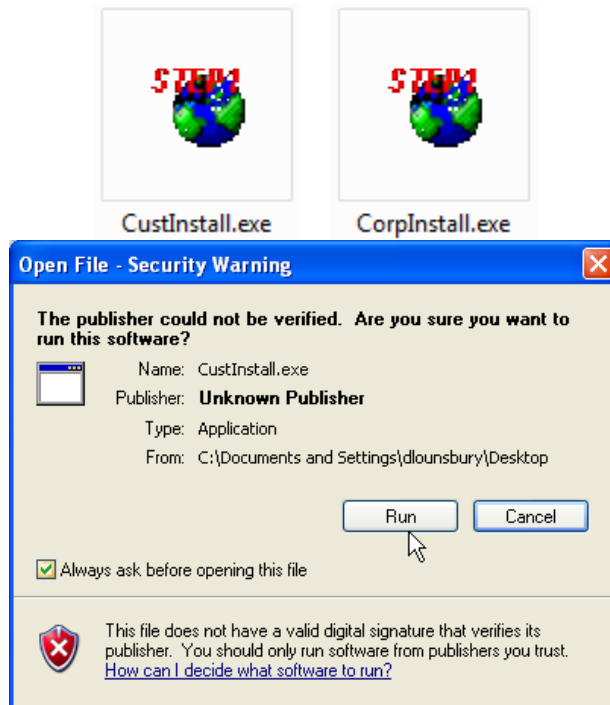 STEP1 STEP1
CustInstall.exe CorpInstall.exe
Open File - Security Warning
The publisher could not be verified. Are you sure you want to
run this software?
Name: CustInstall.exe
Publisher: Unknown Publisher
Type: Application
From: C:\Documents and Settings\dlounsbury\Desktop
Run Cancel
Always ask before opening this file
This file does not have a valid digital signature that verifies its
publisher. You should only run software from publishers you trust.
How can I decide what software to run?